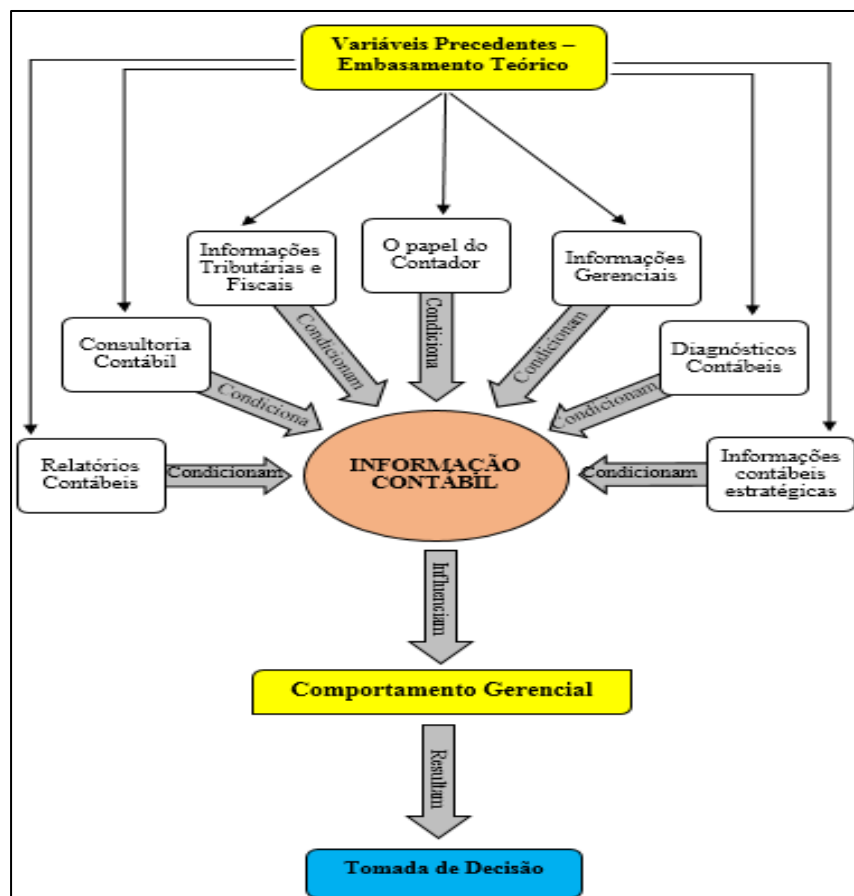 Variáveis Precedentes –
Embasamento Teórico
Informações
Tributárias e
Fiscais
O papel do
Contador
Informações
Gerenciais
Consultoria
Contábil
Diagnósticos
Contábeis
Relatórios
Contábeis
Informações
contábeis
estratégicas
Condicionam
Condiciona
Condicionam
Condiciona
Condicionam
Condicionam
Condicionam
INFORMAÇÃO
CONTÁBIL
Influenciam
Comportamento Gerencial
Resultam
Tomada de Decisão